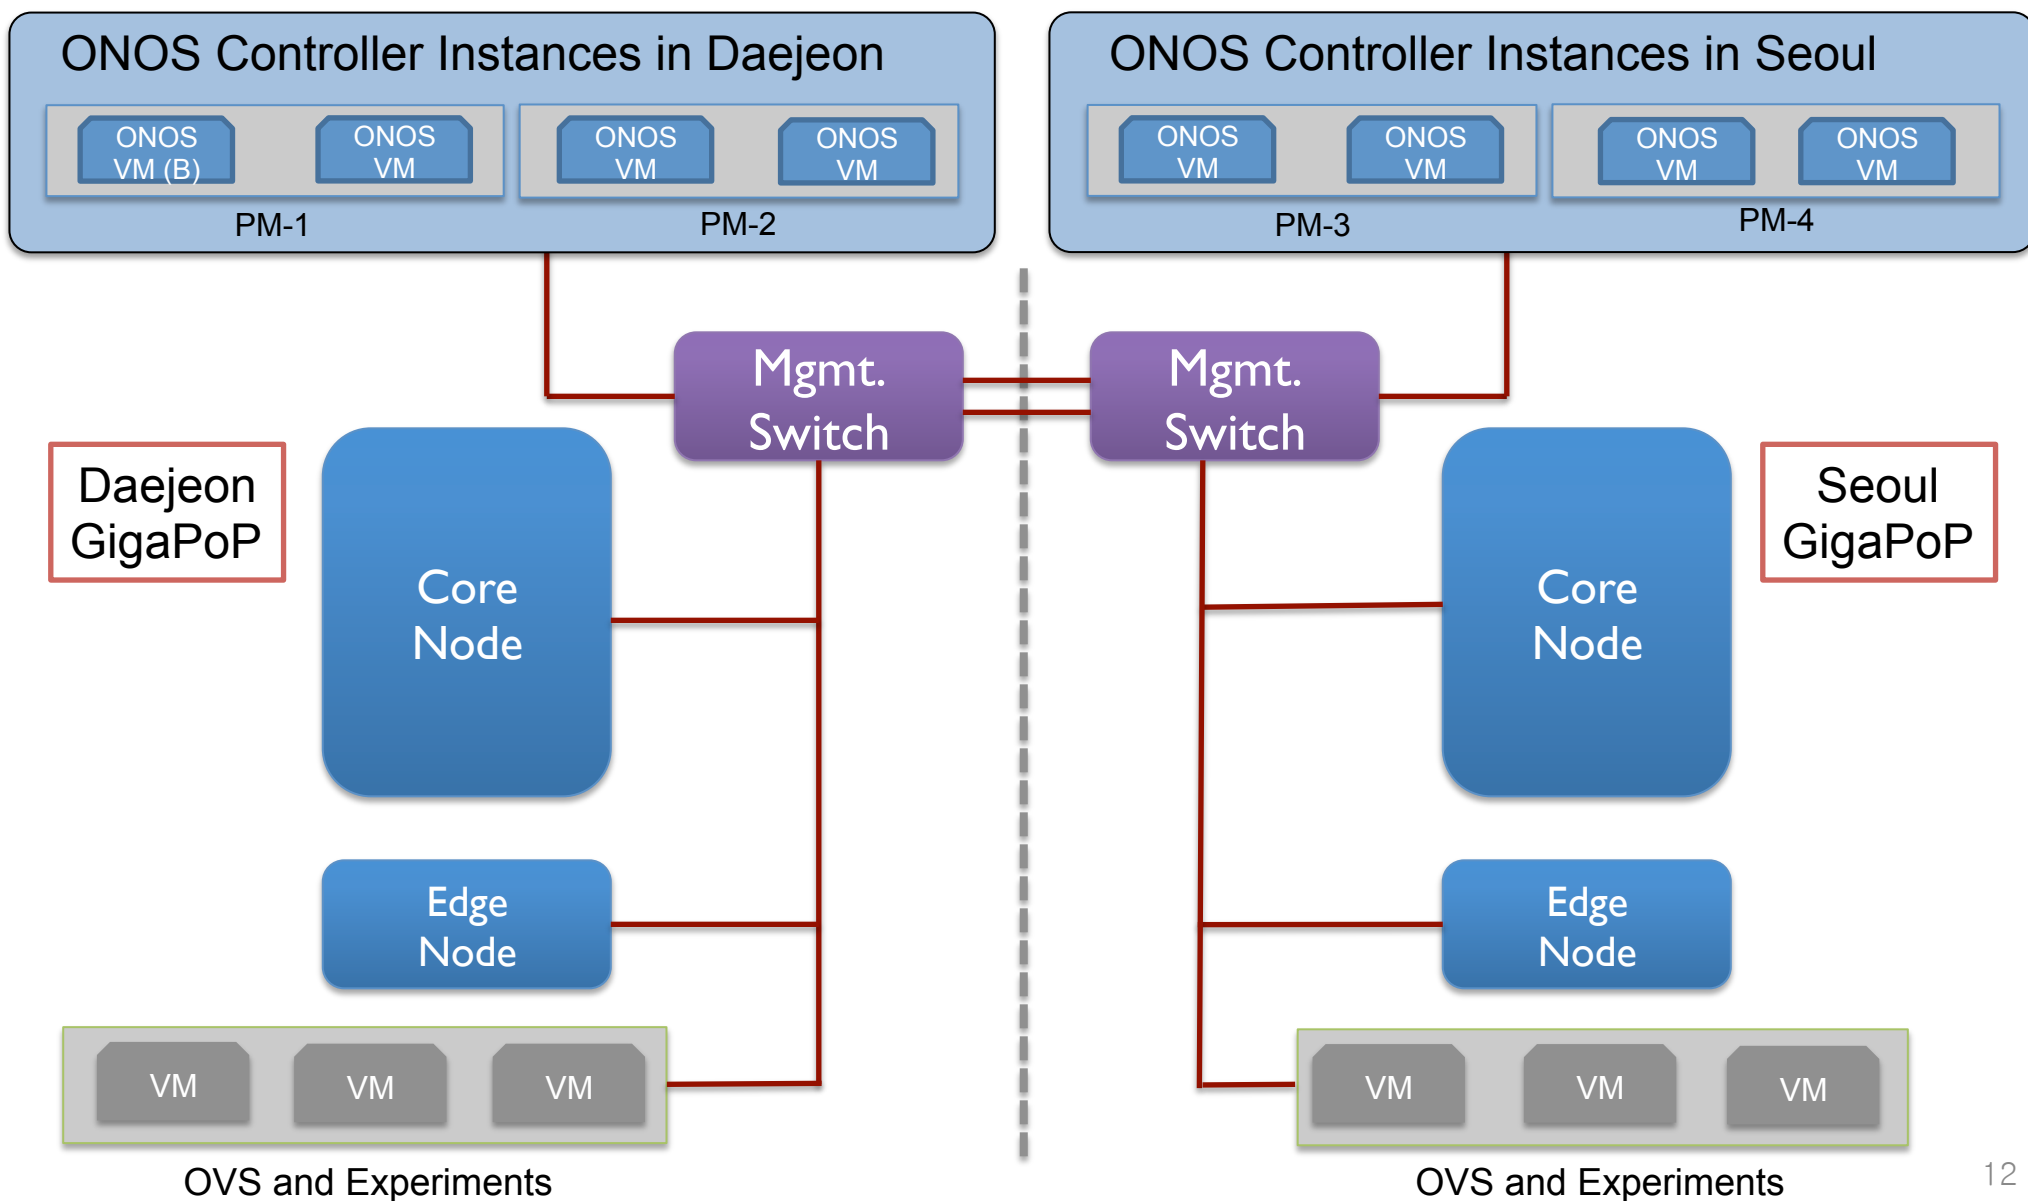 ONOS Controller Instances in Daejeon
ONOS
VM (B)
ONOS
VM
ONOS
VM
ONOS
VM
PM-1
PM-2
ONOS Controller Instances in Seoul
ONOS
VM
ONOS
VM
ONOS
VM
ONOS
VM
PM-3
PM-4
Mgmt.
Switch
Mgmt.
Switch
Daejeon
GigaPoP
Core
Node
Core
Node
Seoul
GigaPoP
Edge
Node
Edge
Node
VM
VM
VM
VM
VM
VM
OVS and Experiments
OVS and Experiments
12